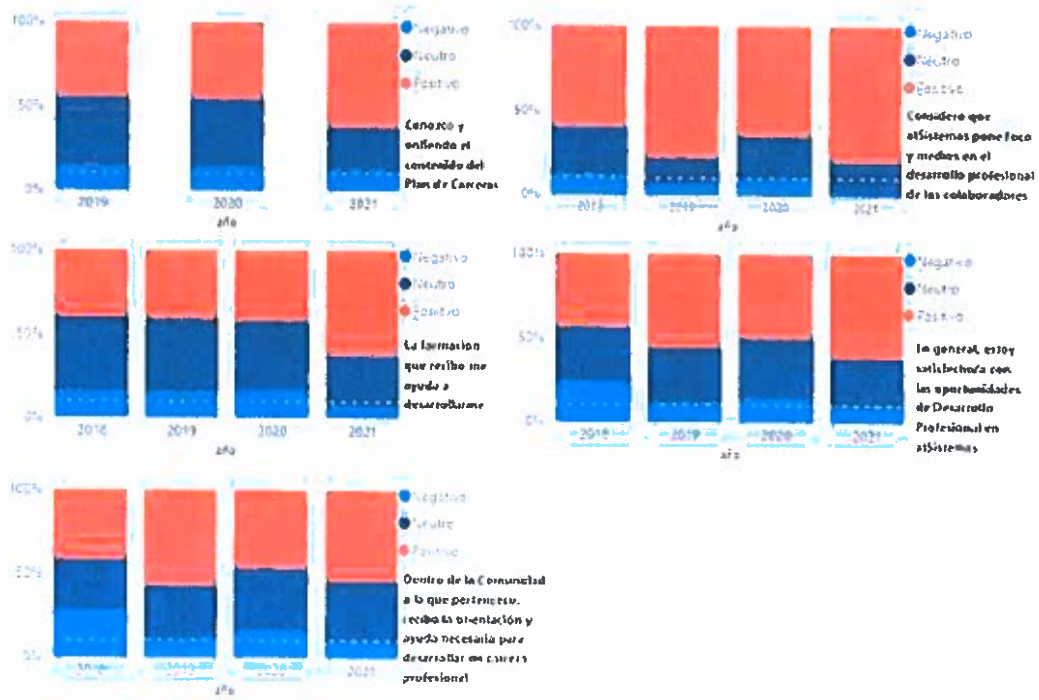 100%
50%
0%
2019
2020
2021
año
Negativo
Neutro
Positivo
Conozco y
entiendo el
contenido del
Plan de Carreras
100%
50%
0%
2018
2019
2020
2021
año
Negativo
Neutro
Positivo
Considero que
atSistemas pone foco
y medios en el
desarrollo profesional
de los colaboradores
100%
50%
0%
2018
2019
2020
2021
año
Negativo
Neutro
Positivo
La formación
que recibo me
ayuda a
desarrollarme
100%
50%
0%
2018
2019
2020
2021
año
Negativo
Neutro
Positivo
En general, estoy
satisfecho/a con
las oportunidades
de Desarrollo
Profesional en
atSistemas
100%
50%
0%
2018
2019
2020
2021
año
Negativo
Neutro
Positivo
Dentro de la Comunidad
a la que pertenezco,
recibo la orientación y
ayuda necesaria para
desarrollar mi carrera
profesional